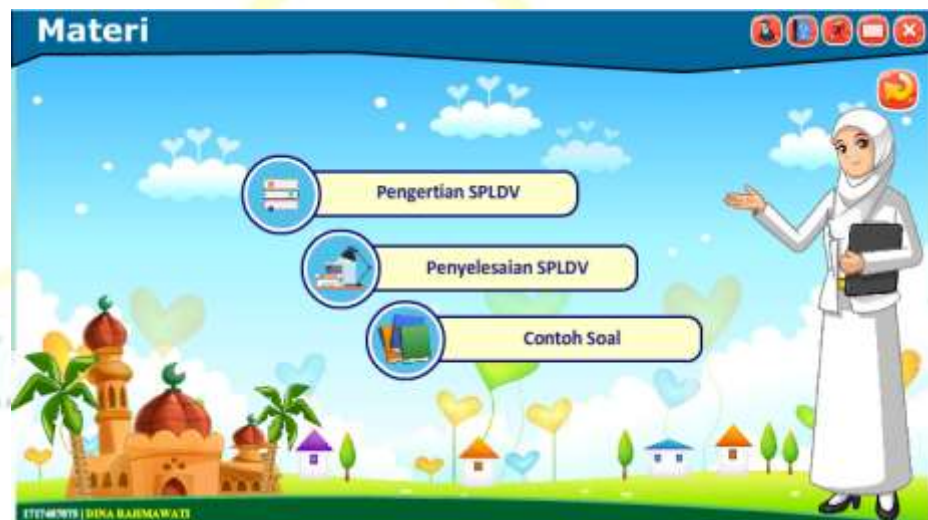 Materi
Pengertian SPLDV
Penyelesaian SPLDV
Contoh Soal
DINA RAHMAWATI